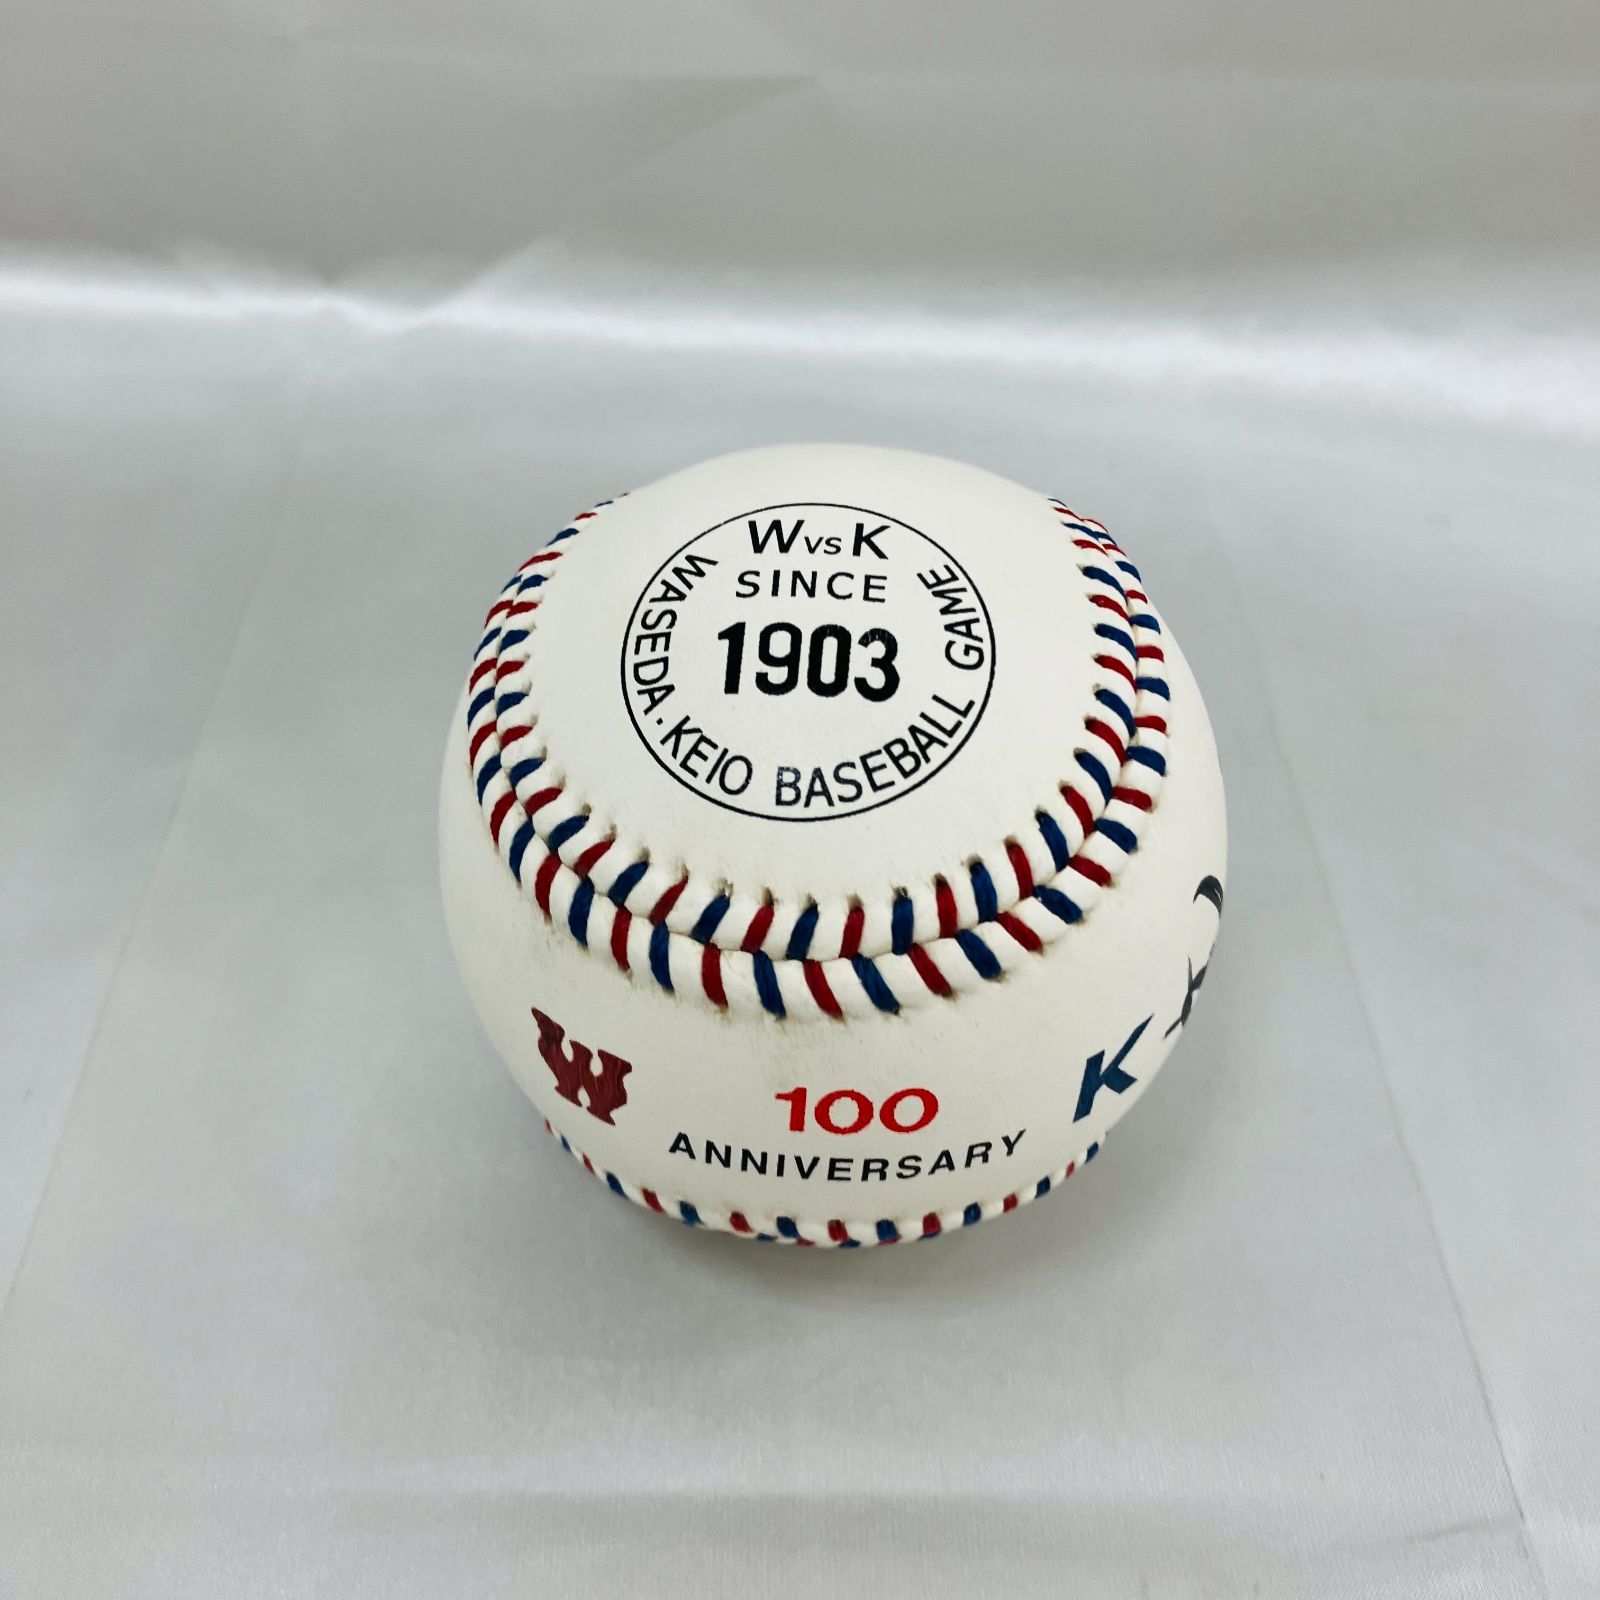 W vs K
SINCE
1903
WASEDA・KEIO BASEBALL GAME
W
100
K
ANNIVERSARY